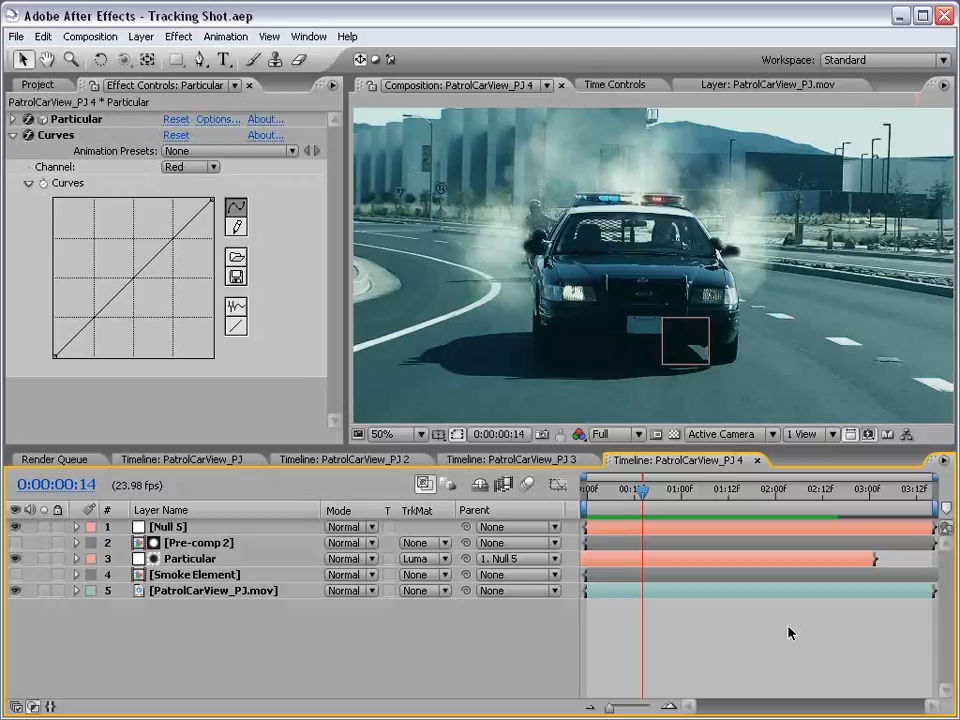 Adobe After Effects - Tracking Shot.aep
File Edit Composition Layer Effect Animation View Window Help
Workspace: Standard
Project Effect Controls: Particular Composition: PatrolCarView_PJ 4 Time Controls Layer: PatrolCarView_PJ.mov
PatrolCarView_PJ 4 * Particular
Particular Reset Options... About...
Curves Reset About...
Animation Presets: None
Channel: Red
Curves
50% 0:00:00:14 Full Active Camera 1 View
Render Queue Timeline: PatrolCarView_PJ Timeline: PatrolCarView_PJ 2 Timeline: PatrolCarView_PJ 3 Timeline: PatrolCarView_PJ 4
0:00:00:14 (23.98 fps)
01:00f 01:12f 02:00f 02:12f 03:00f 03:12f
# Layer Name Mode T TrkMat Parent
1 [Null 5] Normal None
2 [Pre-comp 2] Normal None None
3 Particular Normal Luma 1. Null 5
4 [Smoke Element] Normal None None
5 [PatrolCarView_PJ.mov] Normal None None